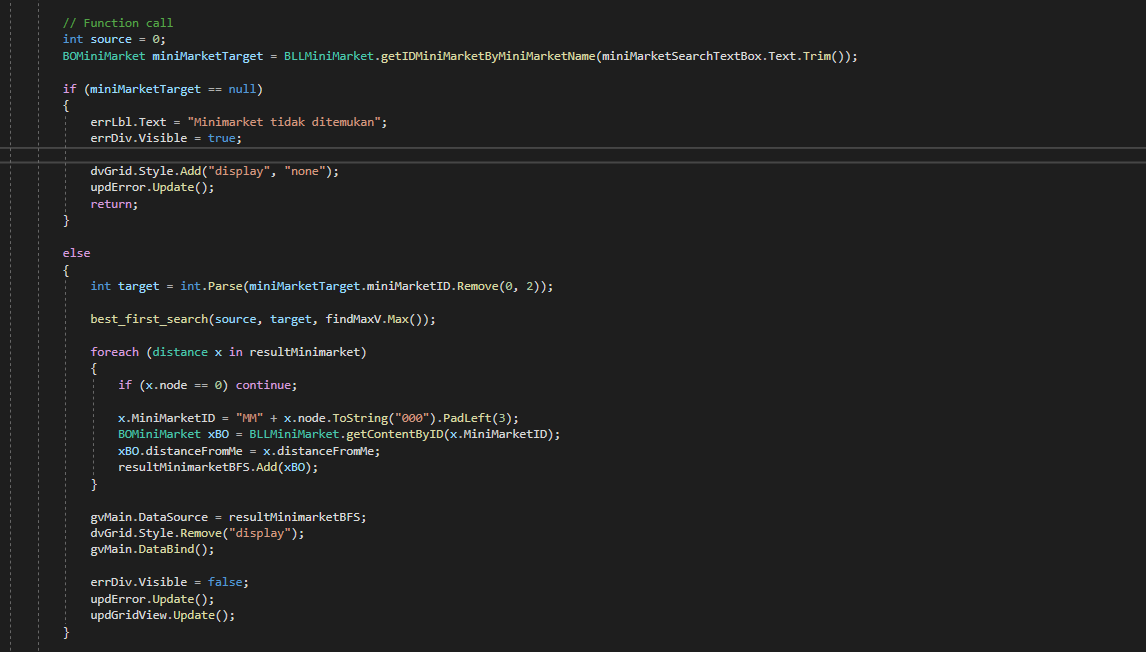 // Function call
int source = 0;
BOMiniMarket miniMarketTarget = BLLMiniMarket.getIDMiniMarketByMiniMarketName(miniMarketSearchTextBox.Text.Trim());
if (miniMarketTarget == null)
{
errLbl.Text = "Minimarket tidak ditemukan";
errDiv.Visible = true;
dvGrid.Style.Add("display", "none");
updError.Update();
return;
}
else
{
int target = int.Parse(miniMarketTarget.miniMarketID.Remove(0, 2));
best_first_search(source, target, findMaxV.Max());
foreach (distance x in resultMinimarket)
{
if (x.node == 0) continue;
x.MiniMarketID = "MM" + x.node.ToString("000").PadLeft(3);
BOMiniMarket xBO = BLLMiniMarket.getContentByID(x.MiniMarketID);
xBO.distanceFromMe = x.distanceFromMe;
resultMinimarketBFS.Add(xBO);
}
gvMain.DataSource = resultMinimarketBFS;
dvGrid.Style.Remove("display");
gvMain.DataBind();
errDiv.Visible = false;
updError.Update();
updGridView.Update();
}